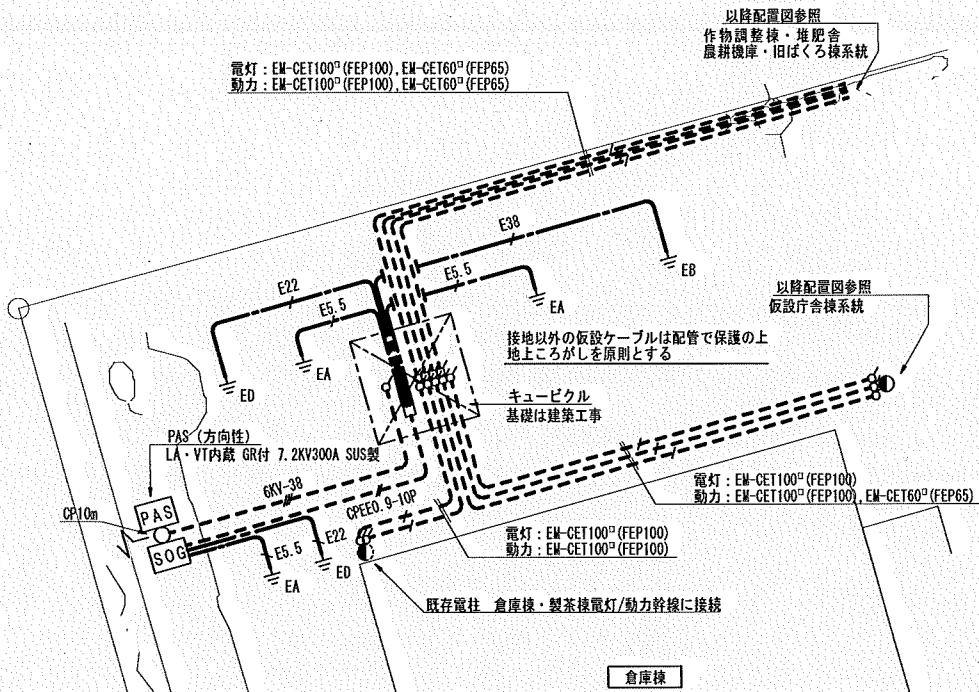 以降配置図参照
作物調整棟・堆肥舎
農耕機庫・旧ばくろ棟系統
電灯：EM-CET100□(FEP100),EM-CET60□(FEP65)
動力：EM-CET100□(FEP100),EM-CET60□(FEP65)
E38
EB
E22
E5.5
E5.5
EA
以降配置図参照
仮設庁舎棟系統
接地以外の仮設ケーブルは配管で保護の上
地上ころがしを原則とする
EA
ED
キュービクル
基礎は建築工事
PAS（方向性）
LA・VT内蔵 GR付 7.2KV300A SUS製
6KV-38
CPEE0.9-10P
電灯：EM-CET100□(FEP100)
動力：EM-CET100□(FEP100),EM-CET60□(FEP65)
CP10m
PAS
SOG
電灯：EM-CET100□(FEP100)
動力：EM-CET100□(FEP100)
E5.5
E22
EA
ED
既存電柱 倉庫棟・製茶棟電灯/動力幹線に接続
倉庫棟